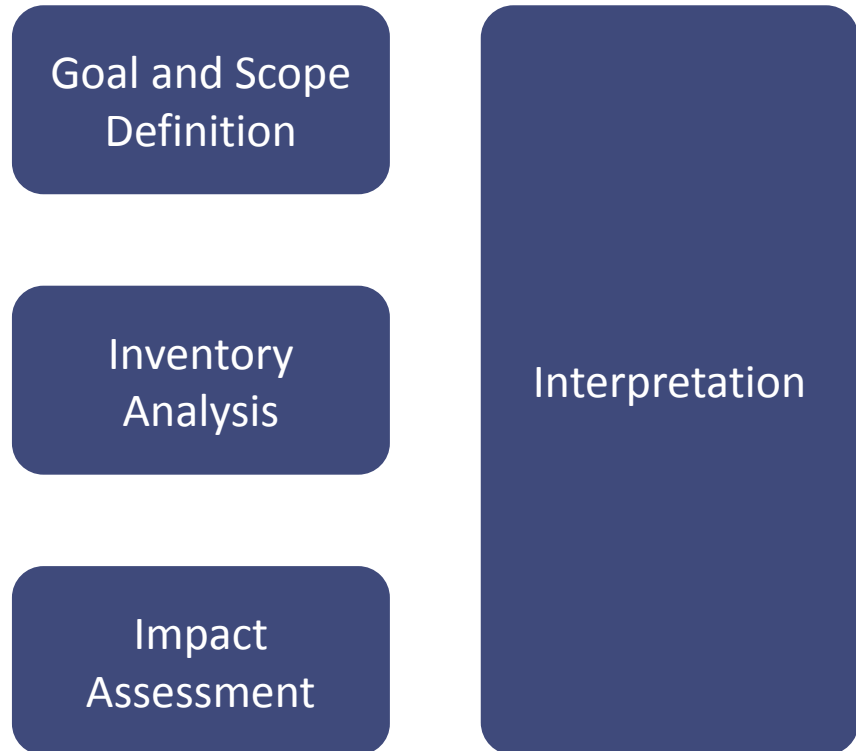 Goal and Scope
Definition
Inventory
Analysis
Impact
Assessment
Interpretation